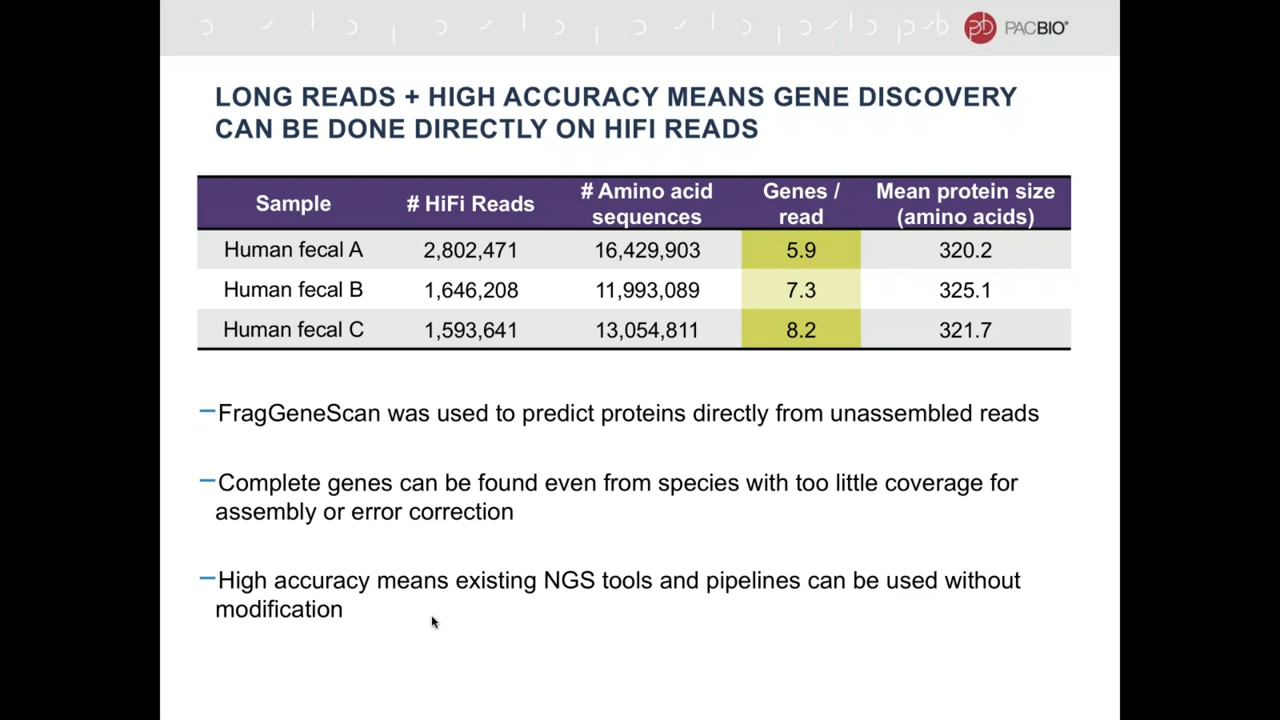 PACBIO®
LONG READS + HIGH ACCURACY MEANS GENE DISCOVERY
CAN BE DONE DIRECTLY ON HIFI READS
Sample # HiFi Reads # Amino acid sequences Genes / read Mean protein size (amino acids)
Human fecal A 2,802,471 16,429,903 5.9 320.2
Human fecal B 1,646,208 11,993,089 7.3 325.1
Human fecal C 1,593,641 13,054,811 8.2 321.7
–FragGeneScan was used to predict proteins directly from unassembled reads
–Complete genes can be found even from species with too little coverage for
assembly or error correction
–High accuracy means existing NGS tools and pipelines can be used without
modification